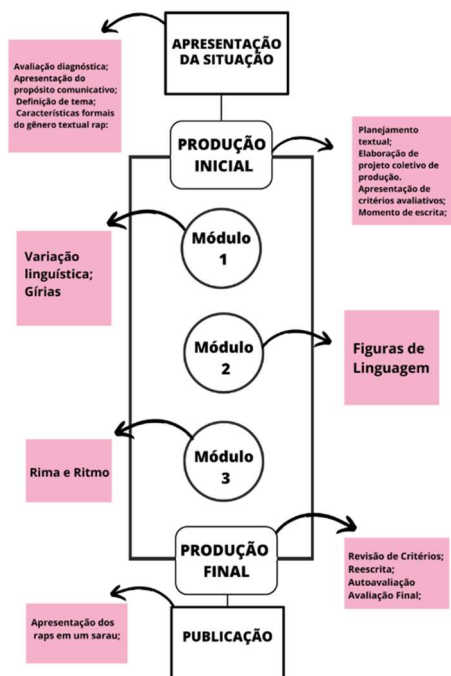 APRESENTAÇÃO
DA SITUAÇÃO
Avaliação diagnóstica;
Apresentação do
propósito comunicativo;
Definição de tema;
Características formais
do gênero textual rap:
PRODUÇÃO
INICIAL
Planejamento
textual;
Elaboração de
projeto coletivo de
produção.
Apresentação de
critérios avaliativos;
Momento de escrita;
Módulo
1
Variação
linguística;
Gírias
Módulo
2
Figuras de
Linguagem
Módulo
3
Rima e Ritmo
PRODUÇÃO
FINAL
Revisão de Critérios;
Reescrita;
Autoavaliação
Avaliação Final;
PUBLICAÇÃO
Apresentação dos
raps em um sarau;